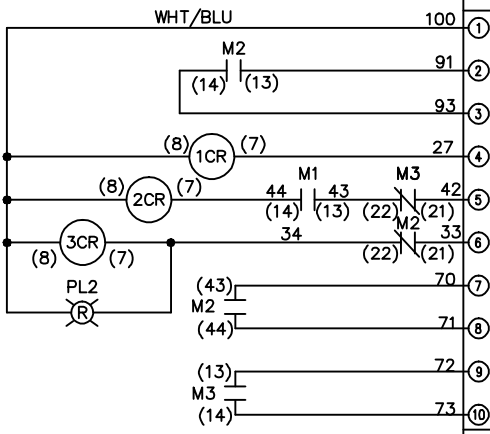 WHT/BLU 100 1
M2 91 2
(14) (13)
93 3
(8) 1CR (7) 27 4
M1 M3
(8) 2CR (7) 44 43 42 5
(14) (13) (22) (21)
M2
3CR 34 33 6
(8) (7) (22) (21)
PL2 (43) 70 7
R M2
(44) 71 8
(13) 72 9
M3
(14) 73 10